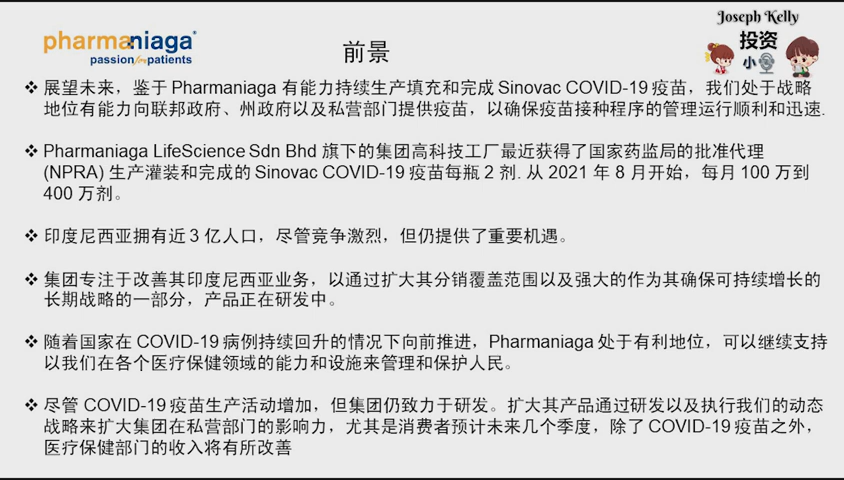 Joseph Kelly
投资
小
pharmaniaga
passion for patients
前景
展望未来，鉴于 Pharmaniaga 有能力持续生产填充和完成 Sinovac COVID-19 疫苗，我们处于战略
地位有能力向联邦政府、州政府以及私营部门提供疫苗，以确保疫苗接种程序的管理运行顺利和迅速.
Pharmaniaga LifeScience Sdn Bhd 旗下的集团高科技工厂最近获得了国家药监局的批准代理
(NPRA) 生产灌装和完成的 Sinovac COVID-19 疫苗每瓶 2 剂. 从 2021 年 8 月开始，每月 100 万到
400 万剂。
印度尼西亚拥有近 3 亿人口，尽管竞争激烈，但仍提供了重要机遇。
集团专注于改善其印度尼西亚业务，以通过扩大其分销覆盖范围以及强大的作为其确保可持续增长的
长期战略的一部分，产品正在研发中。
随着国家在 COVID-19 病例持续回升的情况下向前推进，Pharmaniaga 处于有利地位，可以继续支持
以我们在各个医疗保健领域的能力和设施来管理和保护人民。
尽管 COVID-19 疫苗生产活动增加，但集团仍致力于研发。扩大其产品通过研发以及执行我们的动态
战略来扩大集团在私营部门的影响力，尤其是消费者预计未来几个季度，除了 COVID-19 疫苗之外，
医疗保健部门的收入将有所改善